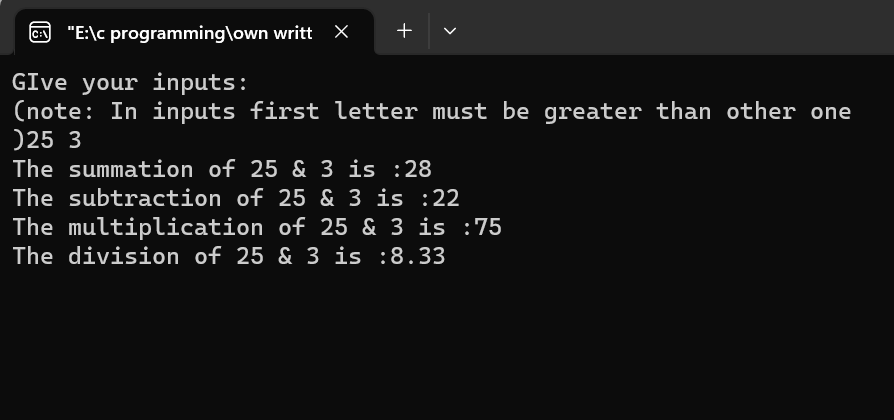 "E:\c programming\own writt
GIve your inputs:
(note: In inputs first letter must be greater than other one
)25 3
The summation of 25 & 3 is :28
The subtraction of 25 & 3 is :22
The multiplication of 25 & 3 is :75
The division of 25 & 3 is :8.33